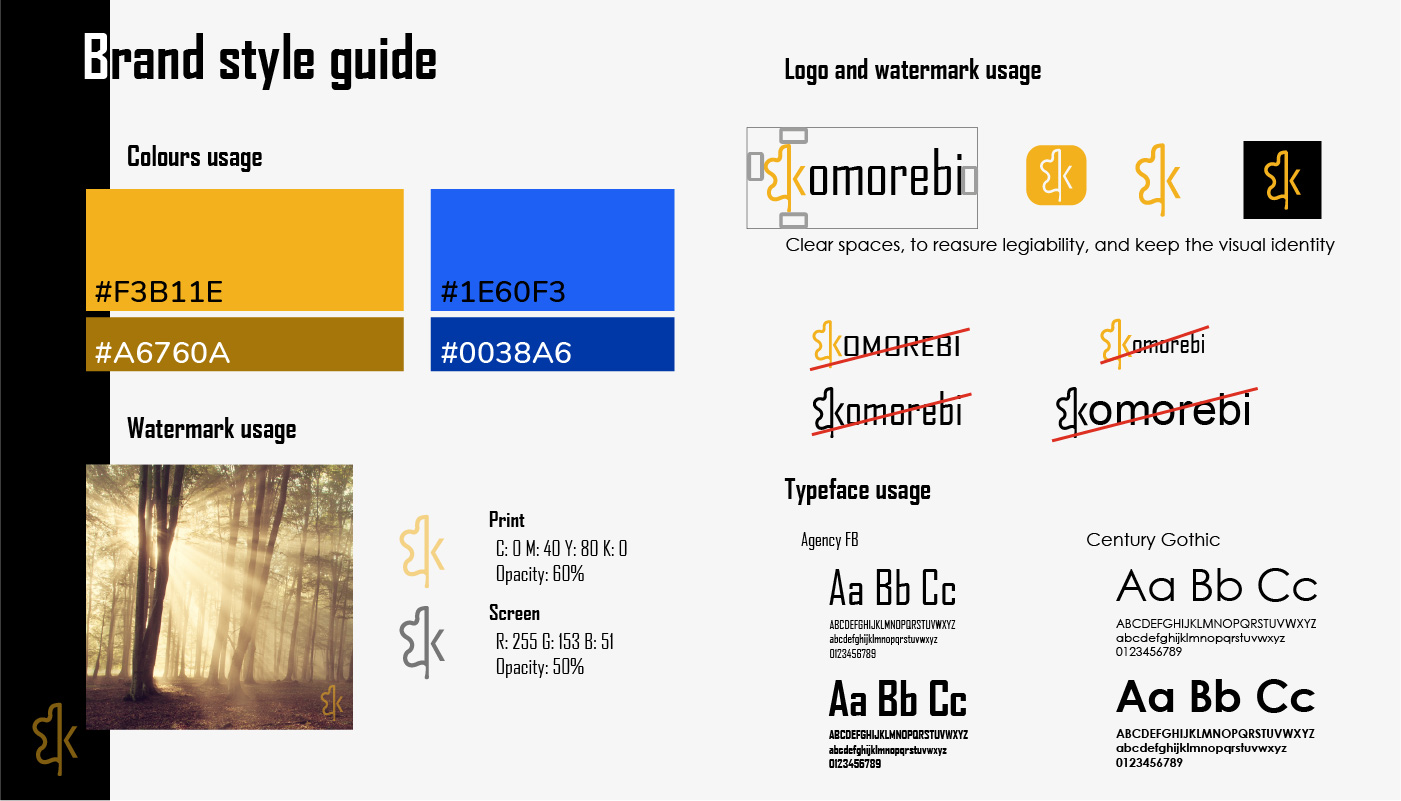 Brand style guide
Colours usage
#F3B11E
#1E60F3
#A6760A
#0038A6
Watermark usage
Print
C: 0 M: 40 Y: 80 K: 0
Opacity: 60%
Screen
R: 255 G: 153 B: 51
Opacity: 50%
k
k
k
k
Logo and watermark usage
komorebi
k
k
k
Clear spaces, to reasure legiability, and keep the visual identity
kOMOREBI
komorebi
komorebi
komorebi
Typeface usage
Agency FB
Aa Bb Cc
ABCDEFGHIJKLMNOPQRSTUVWXYZ
abcdefghijklmnopqrstuvwxyz
0123456789
Aa Bb Cc
ABCDEFGHIJKLMNOPQRSTUVWXYZ
abcdefghijklmnopqrstuvwxyz
0123456789
Century Gothic
Aa Bb Cc
ABCDEFGHIJKLMNOPQRSTUVWXYZ
abcdefghijklmnopqrstuvwxyz
0123456789
Aa Bb Cc
ABCDEFGHIJKLMNOPQRSTUVWXYZ
abcdefghijklmnopqrstuvwxyz
0123456789